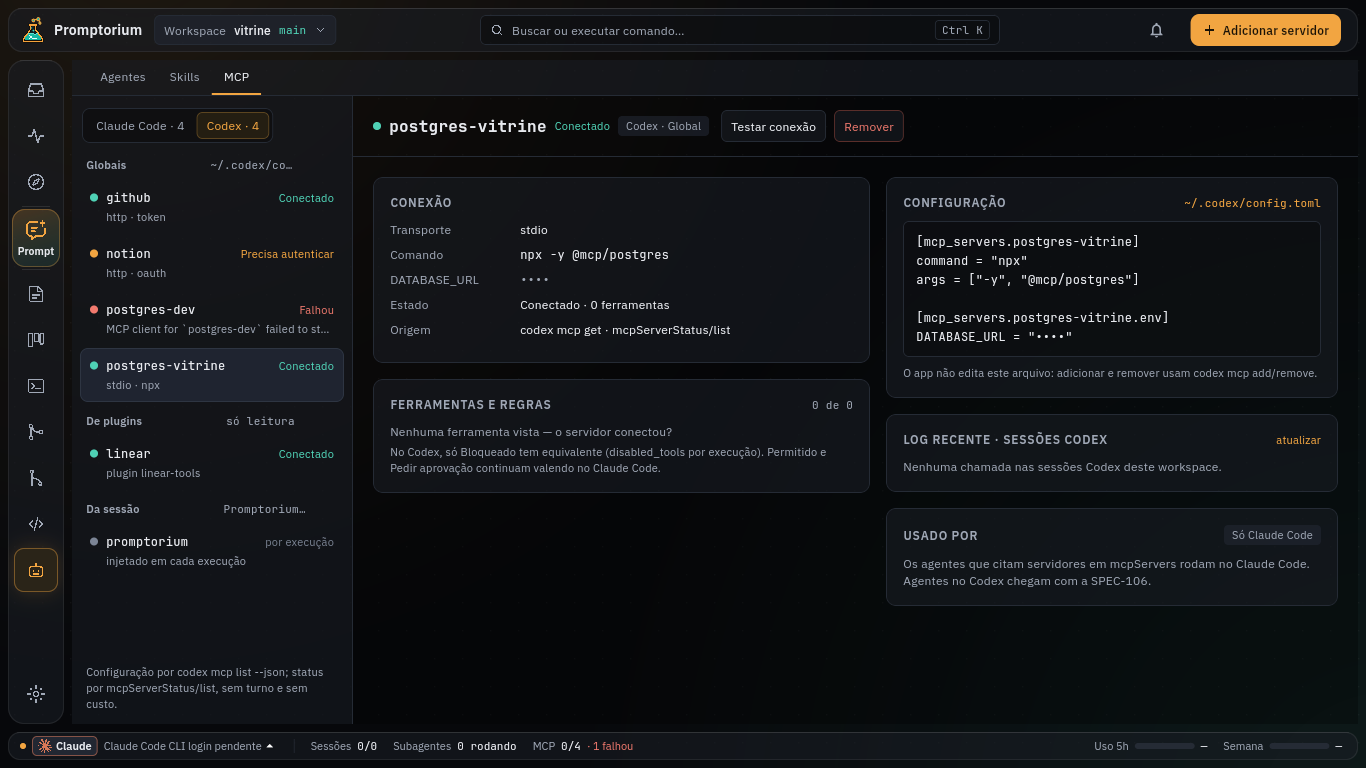 Promptorium
Workspace vitrine main
Buscar ou executar comando…
Ctrl K
+ Adicionar servidor
Agentes
Skills
MCP
Prompt
Claude Code · 4
Codex · 4
Globais
~/.codex/co…
github
Conectado
http · token
notion
Precisa autenticar
http · oauth
postgres-dev
Falhou
MCP client for `postgres-dev` failed to st…
postgres-vitrine
Conectado
stdio · npx
De plugins
só leitura
linear
Conectado
plugin linear-tools
Da sessão
Promptorium…
promptorium
por execução
injetado em cada execução
Configuração por codex mcp list --json; status
por mcpServerStatus/list, sem turno e sem
custo.
postgres-vitrine
Conectado
Codex · Global
Testar conexão
Remover
CONEXÃO
Transporte stdio
Comando npx -y @mcp/postgres
DATABASE_URL ••••
Estado Conectado · 0 ferramentas
Origem codex mcp get · mcpServerStatus/list
FERRAMENTAS E REGRAS
0 de 0
Nenhuma ferramenta vista — o servidor conectou?
No Codex, só Bloqueado tem equivalente (disabled_tools por execução). Permitido e
Pedir aprovação continuam valendo no Claude Code.
CONFIGURAÇÃO
~/.codex/config.toml
[mcp_servers.postgres-vitrine]
command = "npx"
args = ["-y", "@mcp/postgres"]
[mcp_servers.postgres-vitrine.env]
DATABASE_URL = "••••"
O app não edita este arquivo: adicionar e remover usam codex mcp add/remove.
LOG RECENTE · SESSÕES CODEX
atualizar
Nenhuma chamada nas sessões Codex deste workspace.
USADO POR
Só Claude Code
Os agentes que citam servidores em mcpServers rodam no Claude Code.
Agentes no Codex chegam com a SPEC-106.
Claude
Claude Code CLI login pendente
Sessões 0/0
Subagentes 0 rodando
MCP 0/4 · 1 falhou
Uso 5h —
Semana —